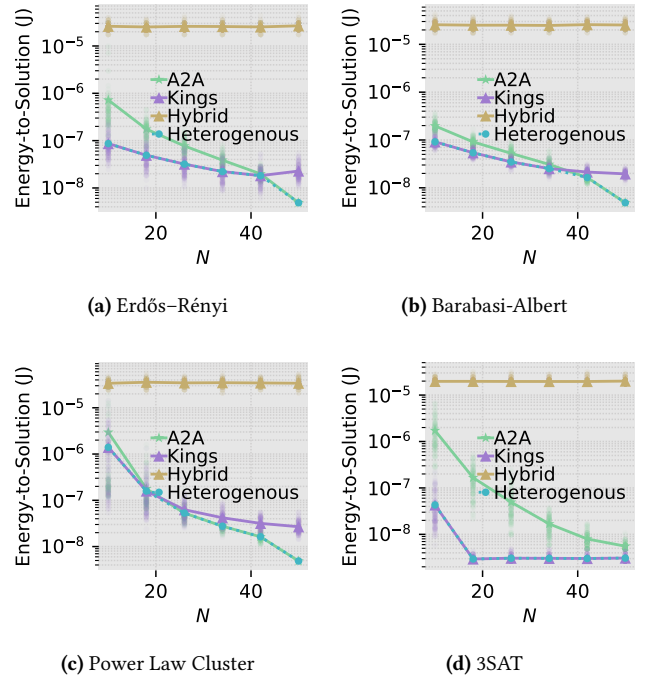 Energy-to-Solution (J)
10⁻⁵
10⁻⁶
10⁻⁷
10⁻⁸
A2A
Kings
Hybrid
Heterogenous
20
40
N
(a) Erdős–Rényi
Energy-to-Solution (J)
10⁻⁵
10⁻⁶
10⁻⁷
10⁻⁸
A2A
Kings
Hybrid
Heterogenous
20
40
N
(b) Barabasi-Albert
Energy-to-Solution (J)
10⁻⁵
10⁻⁶
10⁻⁷
10⁻⁸
A2A
Kings
Hybrid
Heterogenous
20
40
N
(c) Power Law Cluster
Energy-to-Solution (J)
10⁻⁵
10⁻⁶
10⁻⁷
10⁻⁸
A2A
Kings
Hybrid
Heterogenous
20
40
N
(d) 3SAT